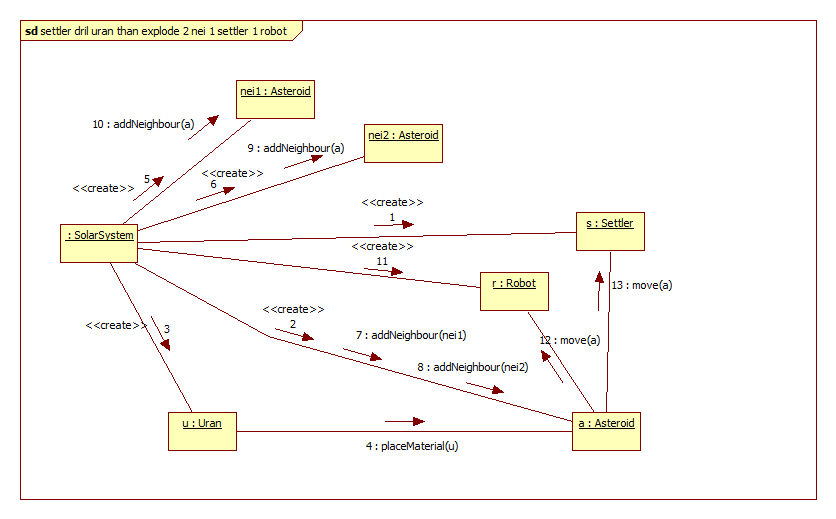 sd settler dril uran than explode 2 nei 1 settler 1 robot
nei1 : Asteroid
10 : addNeighbour(a)
nei2 : Asteroid
9 : addNeighbour(a)
<<create>>
5
<<create>>
6
<<create>>
1
s : Settler
: SolarSystem
<<create>>
11
r : Robot
13 : move(a)
<<create>>
2
<<create>>
3
7 : addNeighbour(nei1)
12 : move(a)
8 : addNeighbour(nei2)
u : Uran
a : Asteroid
4 : placeMaterial(u)